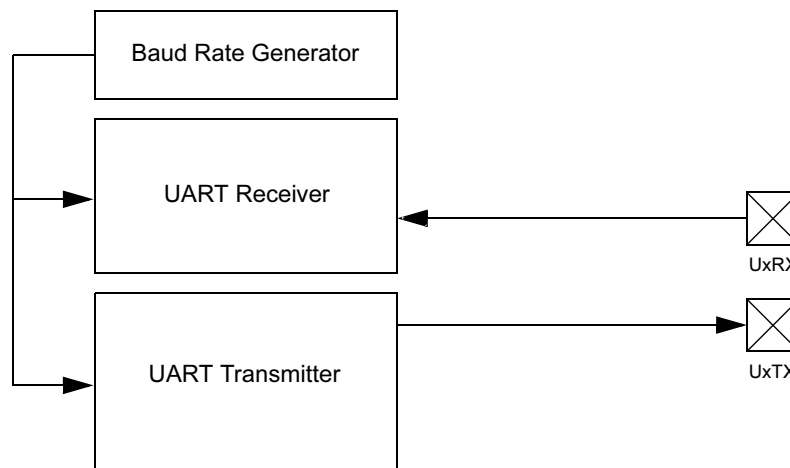 Baud Rate Generator
UART Receiver
UxRX
UART Transmitter
UxTX